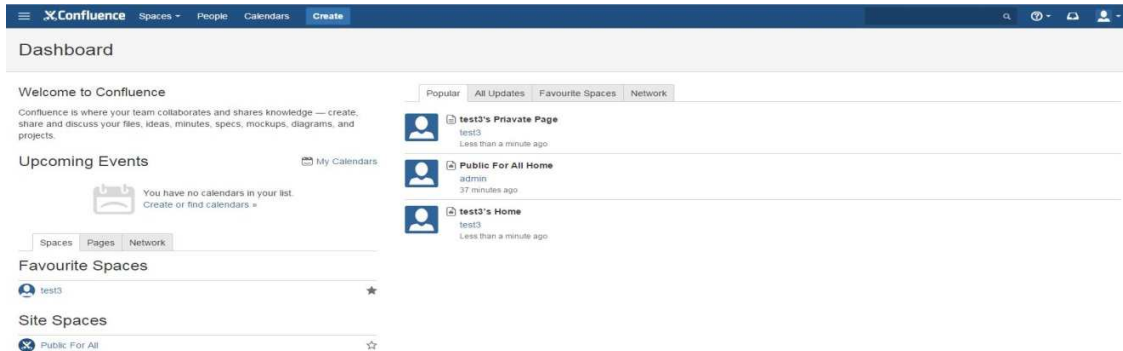 Confluence Spaces People Calendars Create
Dashboard
Welcome to Confluence
Confluence is where your team collaborates and shares knowledge — create,
share and discuss your files, ideas, minutes, specs, mockups, diagrams, and
projects.
Upcoming Events My Calendars
You have no calendars in your list.
Create or find calendars »
Spaces Pages Network
Favourite Spaces
test3
Site Spaces
Public For All
Popular All Updates Favourite Spaces Network
test3's Priavate Page
test3
Less than a minute ago
Public For All Home
admin
37 minutes ago
test3's Home
test3
Less than a minute ago